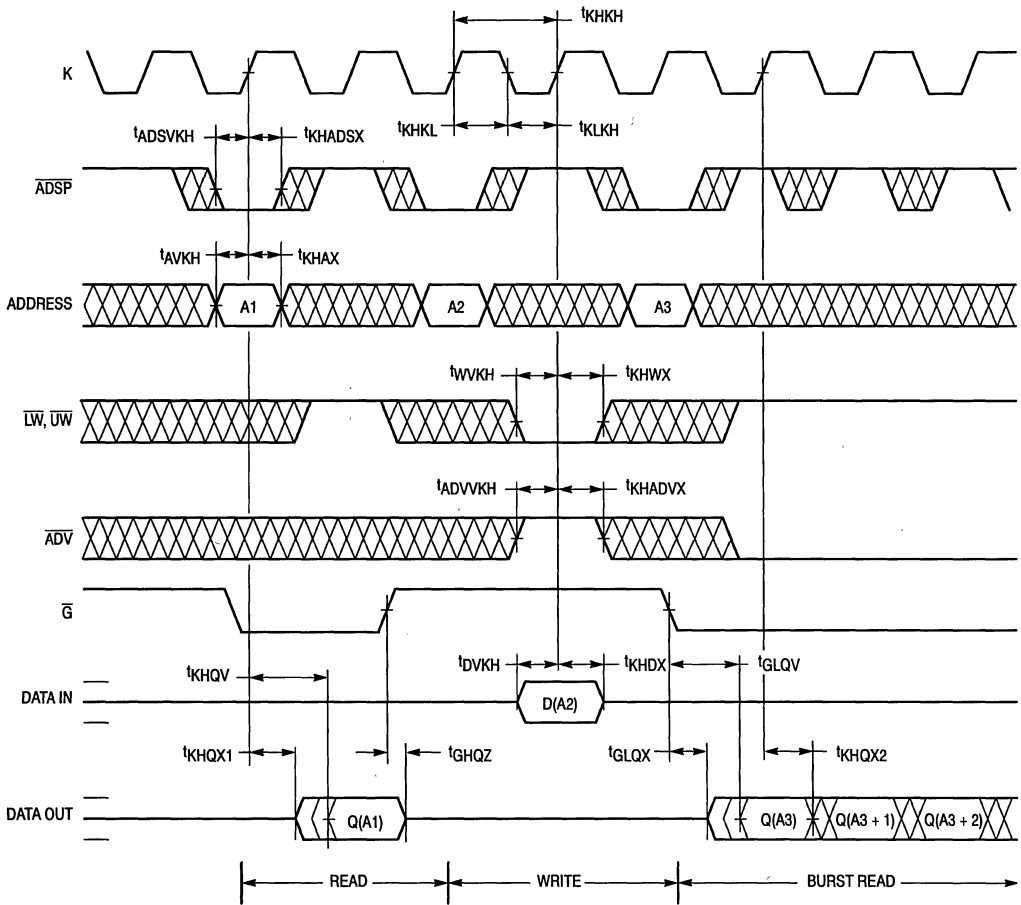 tKHKH
K
tKHKL tKLKH
tADSVKH tKHADSX
ADSP
tAVKH tKHAX
ADDRESS A1 A2 A3
tWVKH tKHWX
LW, UW
tADVVKH tKHADVX
ADV
G
tKHQV tDVKH tKHDX tGLQV
DATA IN D(A2)
tKHQX1 tGHQZ tGLQX tKHQX2
DATA OUT Q(A1) Q(A3) Q(A3 + 1) Q(A3 + 2)
READ WRITE BURST READ